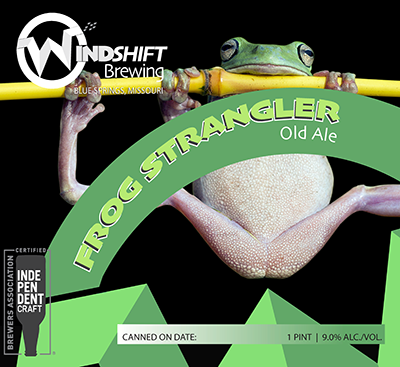 WINDSHIFT
Brewing
BLUE SPRINGS, MISSOURI
FROG STRANGLER
Old Ale
CERTIFIED
BREWERS ASSOCIATION
INDE
PEN
DENT
CRAFT
®
CANNED ON DATE: 1 PINT | 9.0% ALC./VOL.